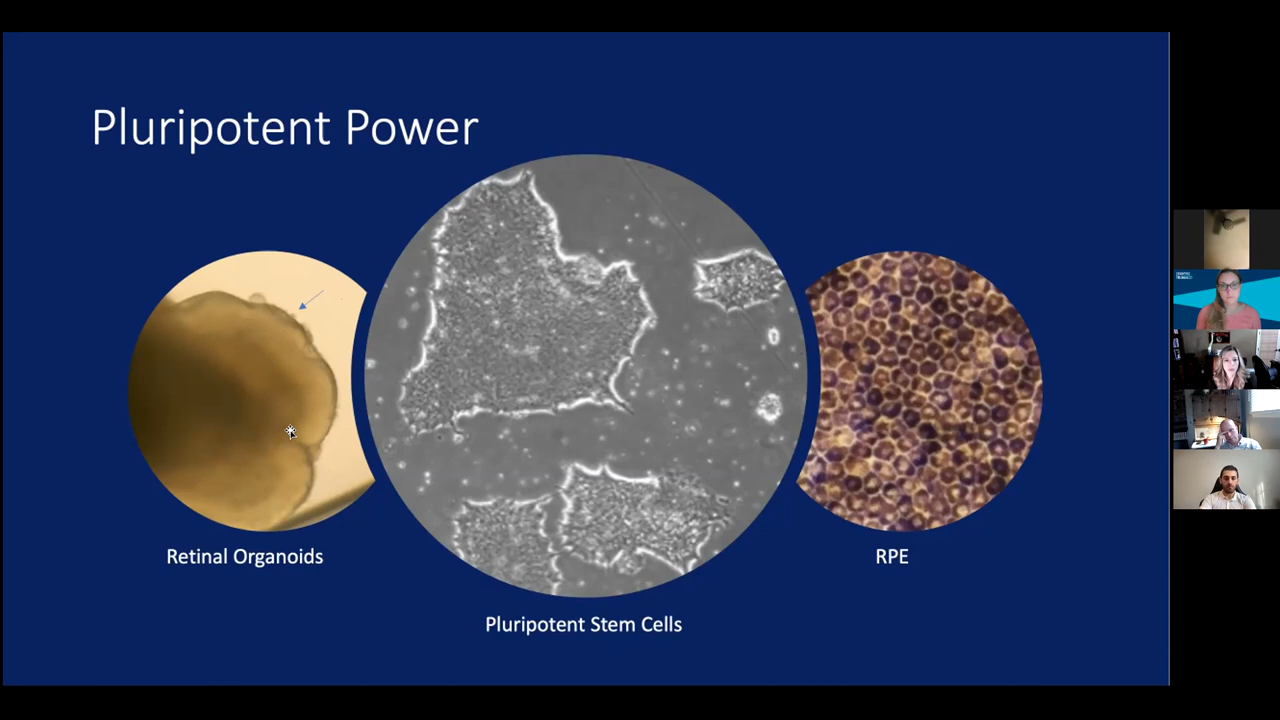 Pluripotent Power
Retinal Organoids
RPE
Pluripotent Stem Cells